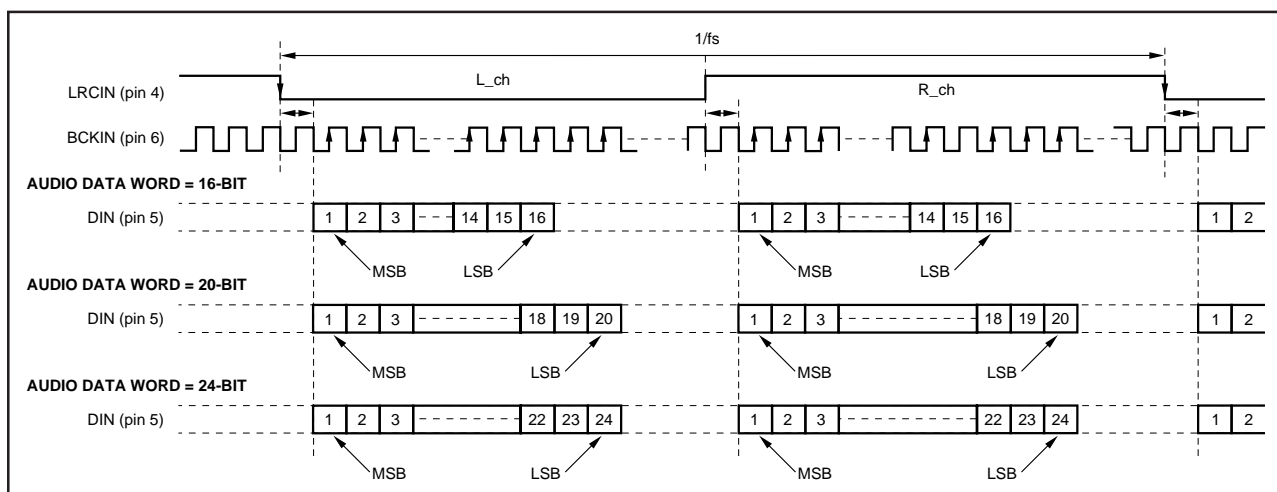 1/fs
LRCIN (pin 4) L_ch R_ch
BCKIN (pin 6)
AUDIO DATA WORD = 16-BIT
DIN (pin 5) 1 2 3 14 15 16 1 2 3 14 15 16 1 2
MSB LSB MSB LSB
AUDIO DATA WORD = 20-BIT
DIN (pin 5) 1 2 3 18 19 20 1 2 3 18 19 20 1 2
MSB LSB MSB LSB
AUDIO DATA WORD = 24-BIT
DIN (pin 5) 1 2 3 22 23 24 1 2 3 22 23 24 1 2
MSB LSB MSB LSB